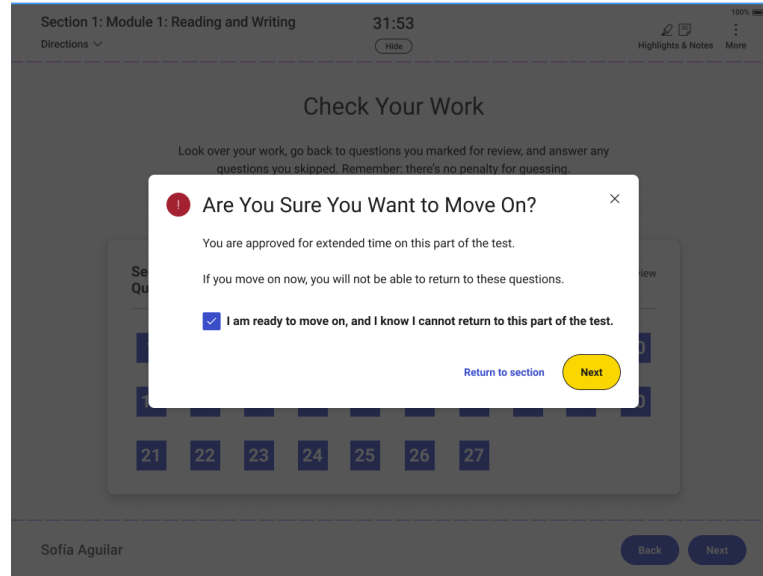 100%
Section 1: Module 1: Reading and Writing
31:53
Directions
Hide
Highlights & Notes
More
Check Your Work
Look over your work, go back to questions you marked for review, and answer any
questions you skipped. Remember: there's no penalty for guessing.
Are You Sure You Want to Move On?
You are approved for extended time on this part of the test.
If you move on now, you will not be able to return to these questions.
I am ready to move on, and I know I cannot return to this part of the test.
Return to section
Next
21 22 23 24 25 26 27
Sofía Aguilar
Back
Next